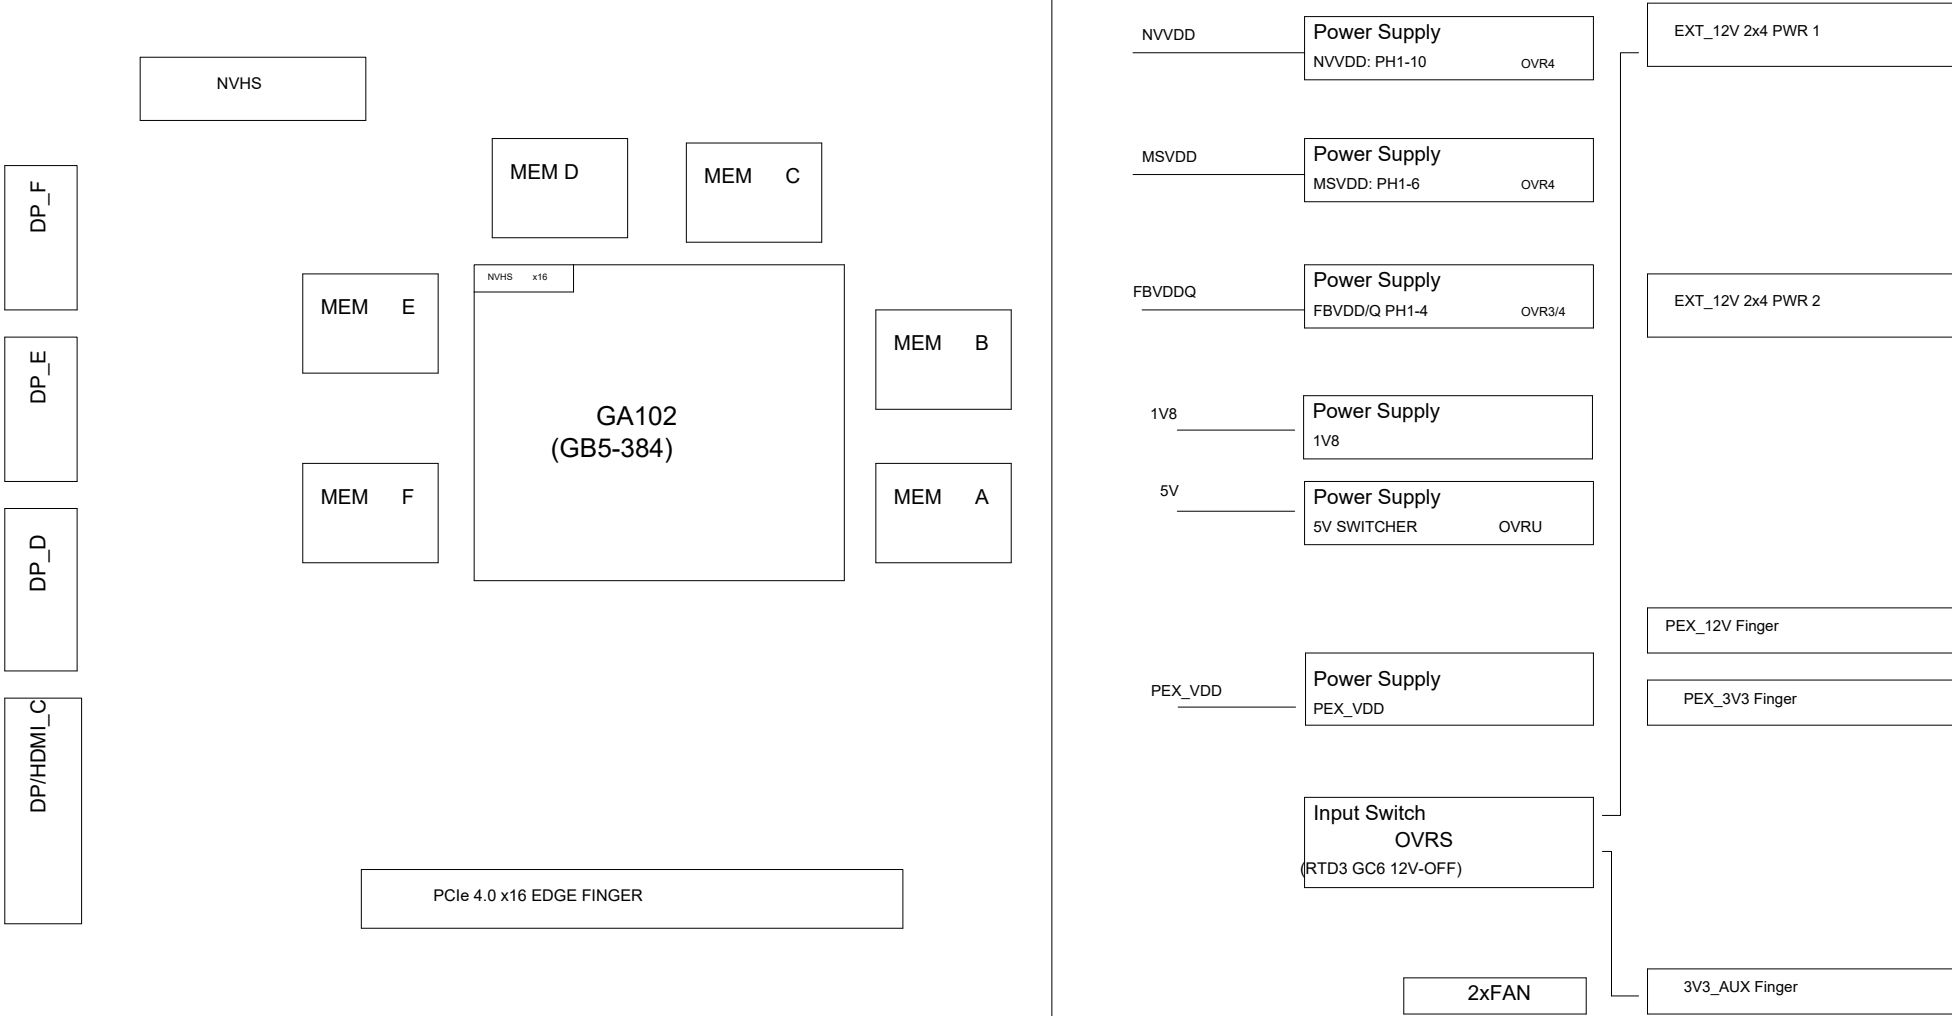 NVHS
DP_F
DP_E
DP_D
DP/HDMI_C
MEM D
MEM C
MEM E
MEM B
MEM F
MEM A
NVHS x16
GA102
(GB5-384)
PCIe 4.0 x16 EDGE FINGER
NVVDD
Power Supply
NVVDD: PH1-10 OVR4
MSVDD
Power Supply
MSVDD: PH1-6 OVR4
FBVDDQ
Power Supply
FBVDD/Q PH1-4 OVR3/4
1V8
Power Supply
1V8
5V
Power Supply
5V SWITCHER OVRU
PEX_VDD
Power Supply
PEX_VDD
Input Switch
OVRS
(RTD3 GC6 12V-OFF)
2xFAN
EXT_12V 2x4 PWR 1
EXT_12V 2x4 PWR 2
PEX_12V Finger
PEX_3V3 Finger
3V3_AUX Finger